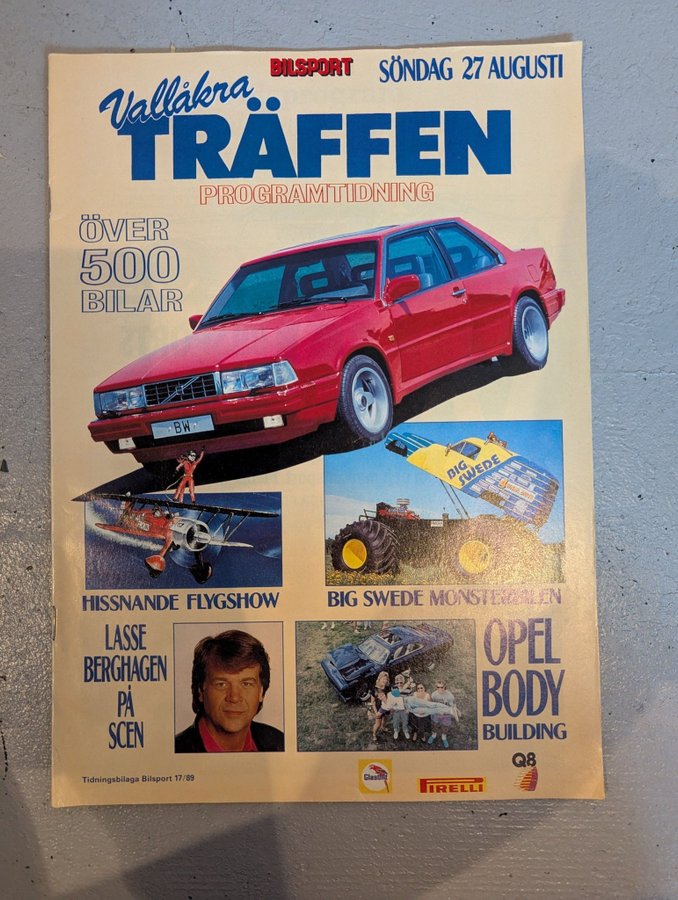 BILSPORT
SÖNDAG 27 AUGUSTI
Vallåkra
TRÄFFEN
PROGRAMTIDNING
ÖVER
500
BILAR
BW
BIG
SWEDE
HISSNANDE FLYGSHOW
BIG SWEDE MONSTERBILEN
LASSE
BERGHAGEN
PÅ
SCEN
OPEL
BODY
BUILDING
Tidningsbilaga Bilsport 17/89
PIRELLI
Q8